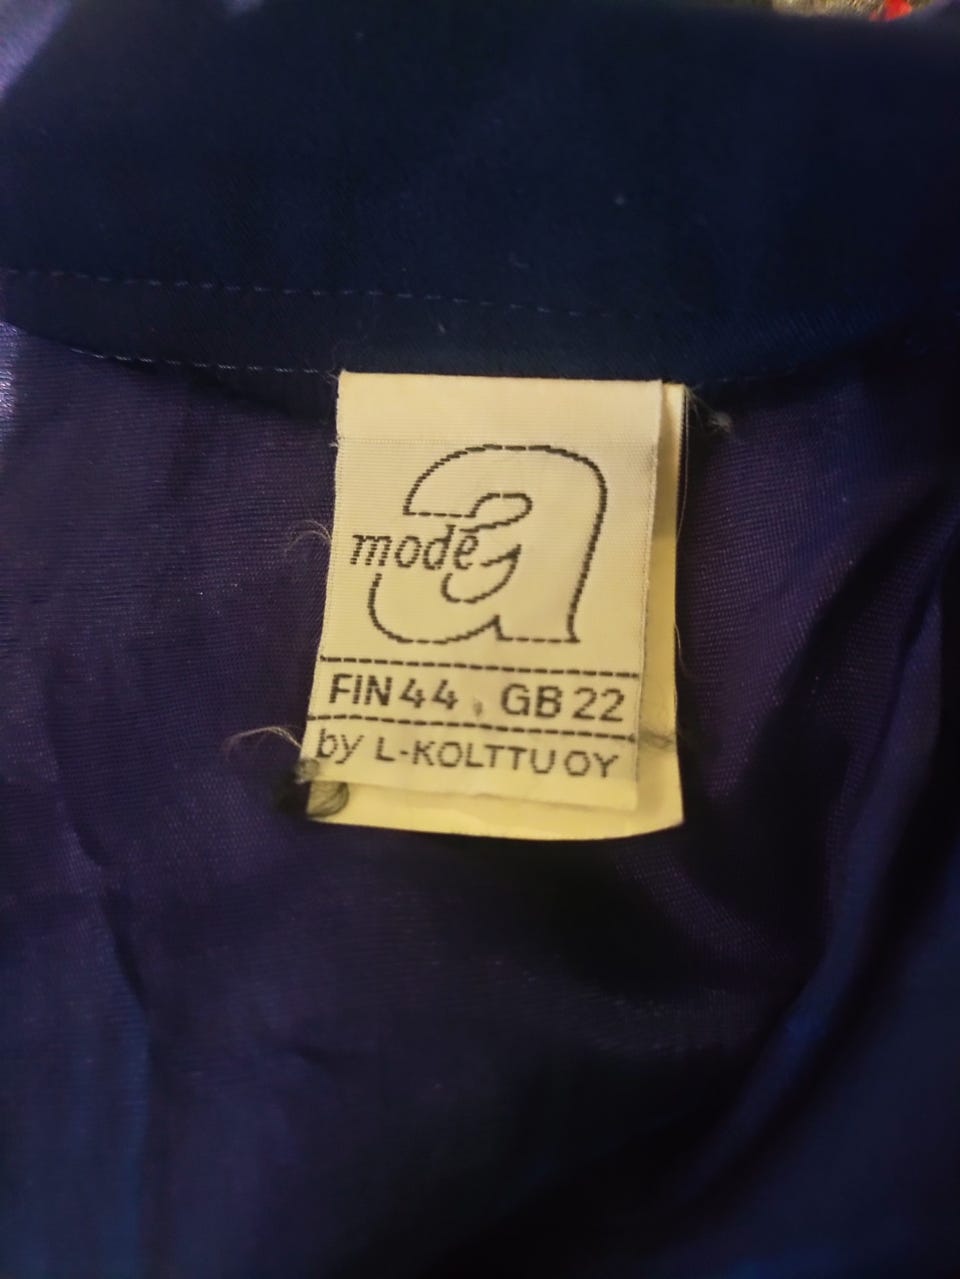 mode a
FIN 44 . GB 22
by L-KOLTTU OY